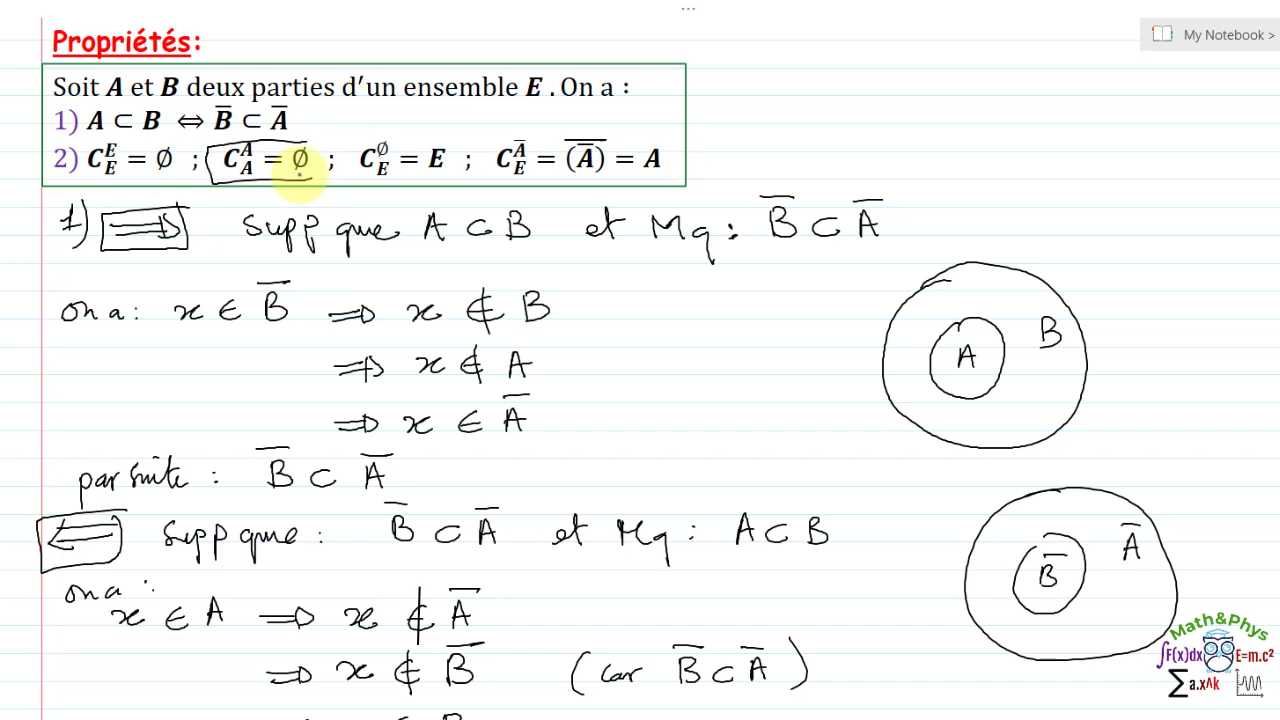 ...
My Notebook >
Propriétés:
Soit A et B deux parties d'un ensemble E . On a :
1) A ⊂ B ⇔ B̅ ⊂ A̅
2) C_E^E = ∅ ; C_A^A = ∅ ; C_E^∅ = E ; C_E^A̅ = \overline{(A̅)} = A
1) ⟹ Supp que A ⊂ B et Mq : B̅ ⊂ A̅
on a : x ∈ B̅ ⟹ x ∉ B
⟹ x ∉ A
⟹ x ∈ A̅
A B
par suite : B̅ ⊂ A̅
⟸ Supp que : B̅ ⊂ A̅ et Mq : A ⊂ B
B̅ A̅
on a :
x ∈ A ⟹ x ∉ A̅
⟹ x ∉ B̅ (car B̅ ⊂ A̅)
Math&Phys
∫F(x)dx E=m.c²
∑ a.x∧k